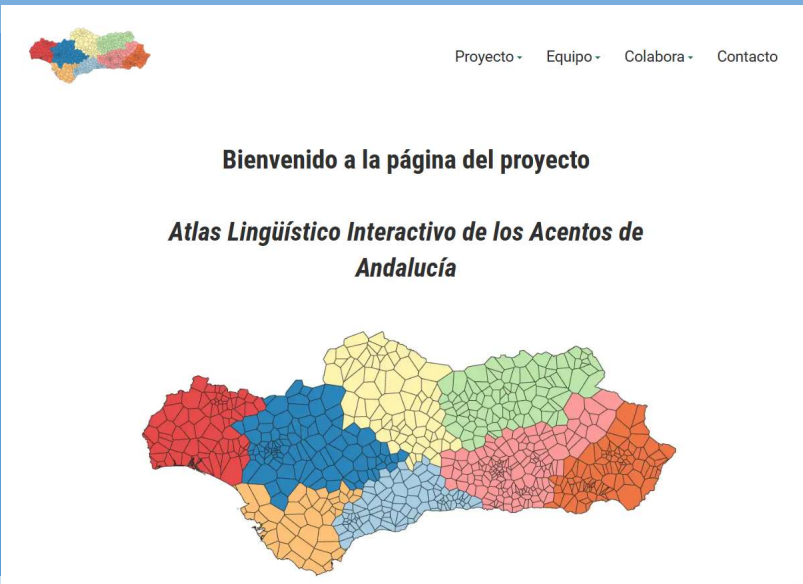 Proyecto Equipo Colabora Contacto
Bienvenido a la página del proyecto
Atlas Lingüístico Interactivo de los Acentos de
Andalucía